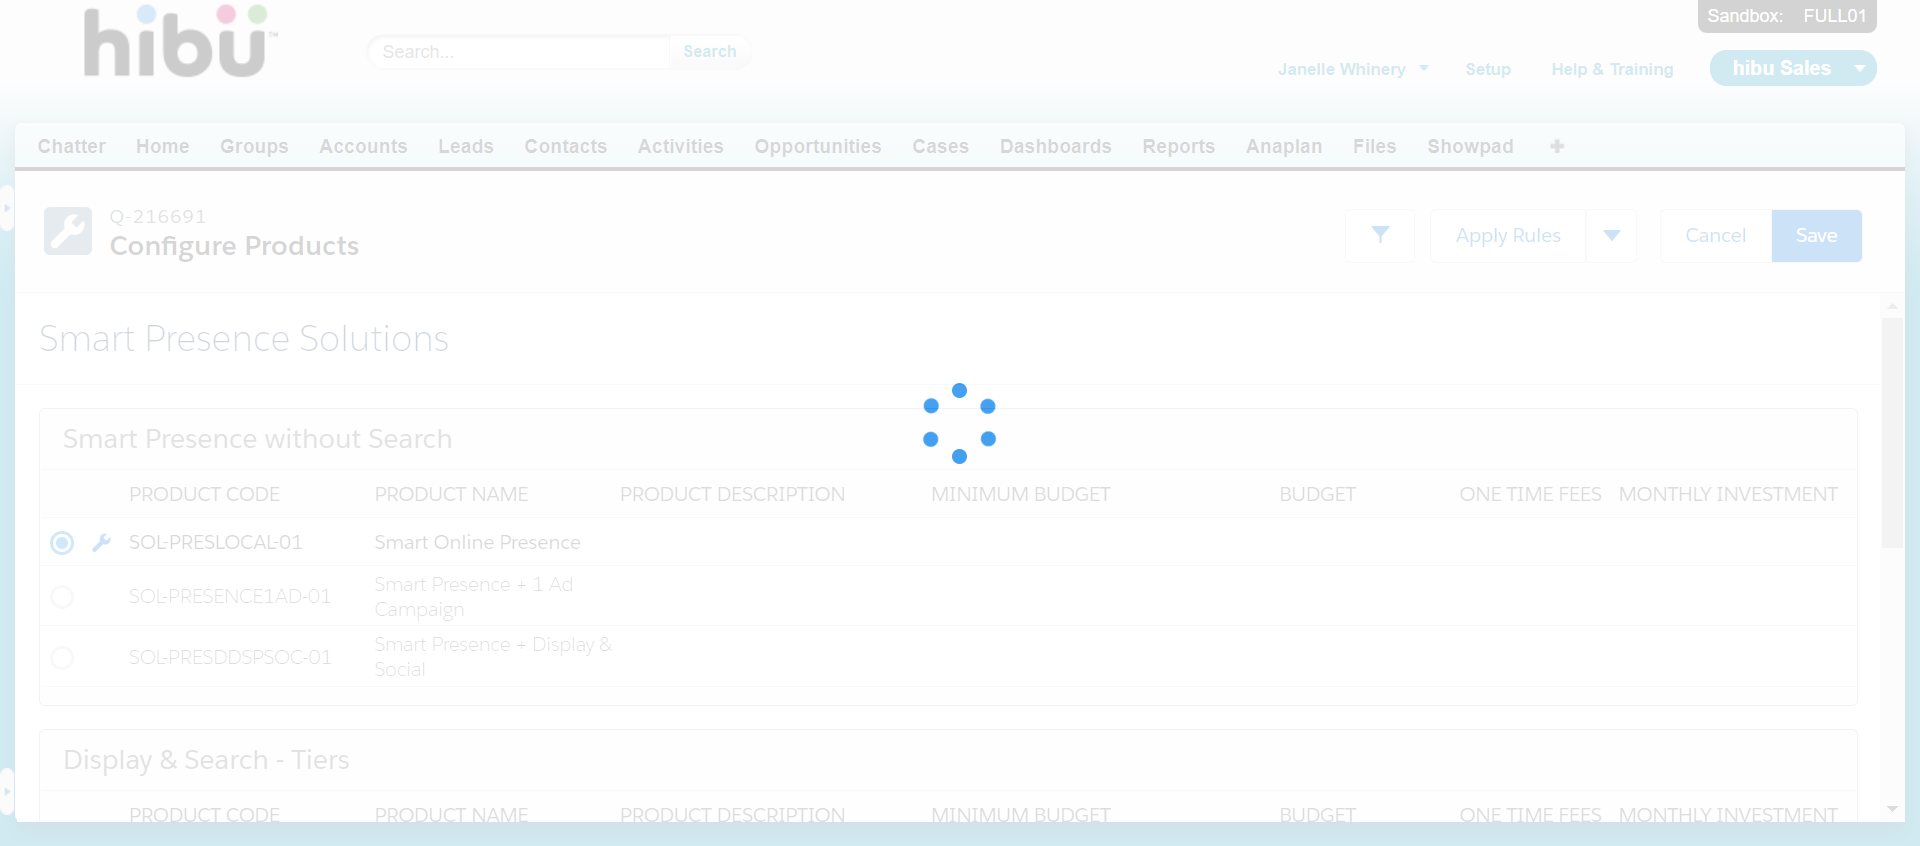 hibu™
Search...
Search
Sandbox: FULL01
Janelle Whinery
Setup
Help & Training
hibu Sales
Chatter Home Groups Accounts Leads Contacts Activities Opportunities Cases Dashboards Reports Anaplan Files Showpad
Q-216691
Configure Products
Apply Rules
Cancel
Save
Smart Presence Solutions
Smart Presence without Search
PRODUCT CODE PRODUCT NAME PRODUCT DESCRIPTION MINIMUM BUDGET BUDGET ONE TIME FEES MONTHLY INVESTMENT
SOL-PRESLOCAL-01 Smart Online Presence
SOL-PRESENCE1AD-01 Smart Presence + 1 Ad
Campaign
SOL-PRESDDSPSOC-01 Smart Presence + Display &
Social
Display & Search - Tiers
PRODUCT CODE PRODUCT NAME PRODUCT DESCRIPTION MINIMUM BUDGET BUDGET ONE TIME FEES MONTHLY INVESTMENT